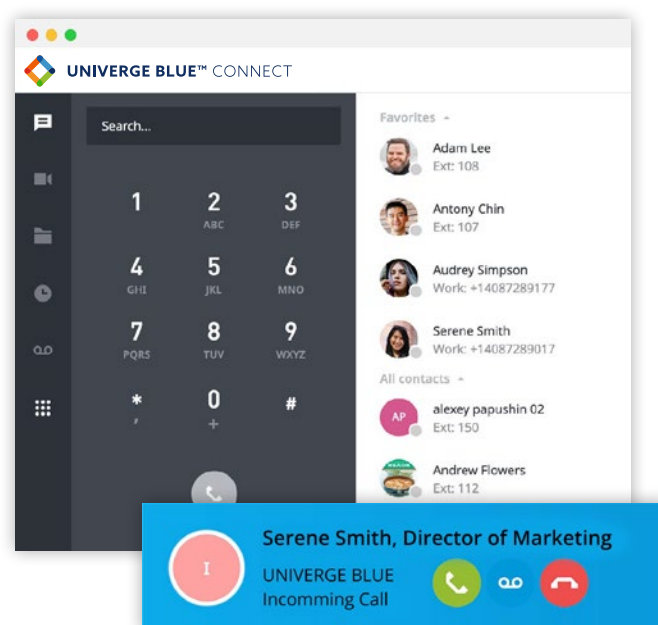 UNIVERGE BLUE™ CONNECT
Search...
1
2
ABC
3
DEF
4
GHI
5
JKL
6
MNO
7
PQRS
8
TUV
9
WXYZ
*
,
0
+
#
Favorites
Adam Lee
Ext: 108
Antony Chin
Ext: 107
Audrey Simpson
Work: +14087289177
Serene Smith
Work: +14087289017
All contacts
AP
alexey papushin 02
Ext: 150
Andrew Flowers
Ext: 112
I
Serene Smith, Director of Marketing
UNIVERGE BLUE
Incomming Call